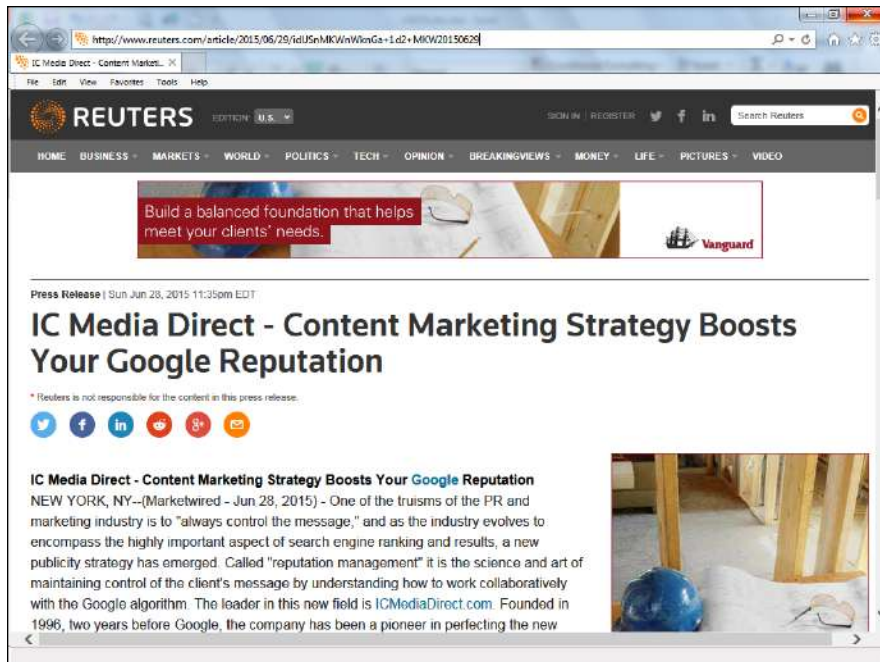 http://www.reuters.com/article/2015/06/29/idUSnMKWnWknGa+1d2+MKW20150629
IC Media Direct - Content Marketi...
File Edit View Favorites Tools Help
REUTERS EDITION: U.S. SIGN IN | REGISTER Search Reuters
HOME BUSINESS MARKETS WORLD POLITICS TECH OPINION BREAKINGVIEWS MONEY LIFE PICTURES VIDEO
Build a balanced foundation that helps
meet your clients' needs.
Vanguard
Press Release | Sun Jun 28, 2015 11:35pm EDT
IC Media Direct - Content Marketing Strategy Boosts
Your Google Reputation
* Reuters is not responsible for the content in this press release.
IC Media Direct - Content Marketing Strategy Boosts Your Google Reputation
NEW YORK, NY--(Marketwired - Jun 28, 2015) - One of the truisms of the PR and
marketing industry is to "always control the message," and as the industry evolves to
encompass the highly important aspect of search engine ranking and results, a new
publicity strategy has emerged. Called "reputation management" it is the science and art of
maintaining control of the client's message by understanding how to work collaboratively
with the Google algorithm. The leader in this new field is ICMediaDirect.com. Founded in
1996, two years before Google, the company has been a pioneer in perfecting the new